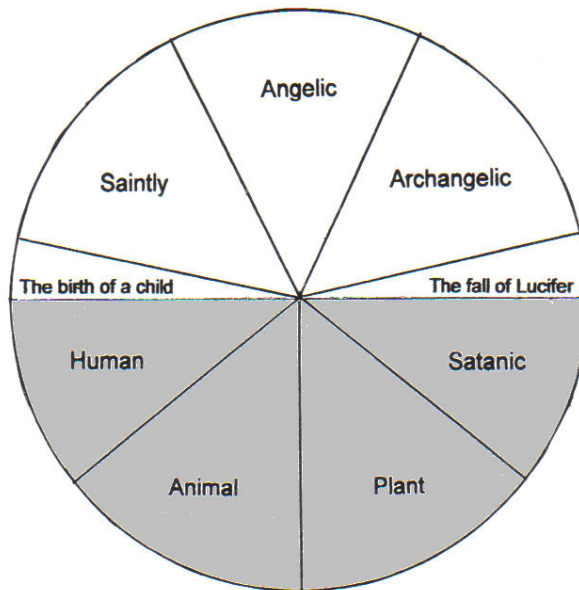 Angelic
Saintly
Archangelic
The birth of a child
The fall of Lucifer
Human
Satanic
Animal
Plant